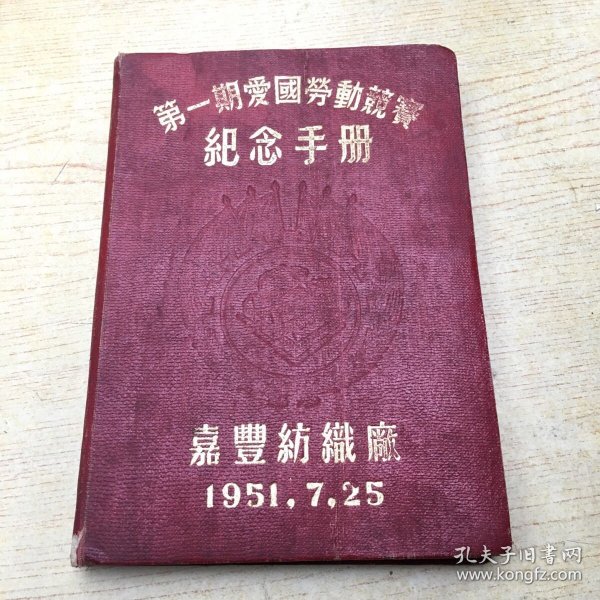 第一期愛國勞動競賽
紀念手册
嘉豐紡織廠
1951.7.25
孔夫子旧书网
www.kongfz.com